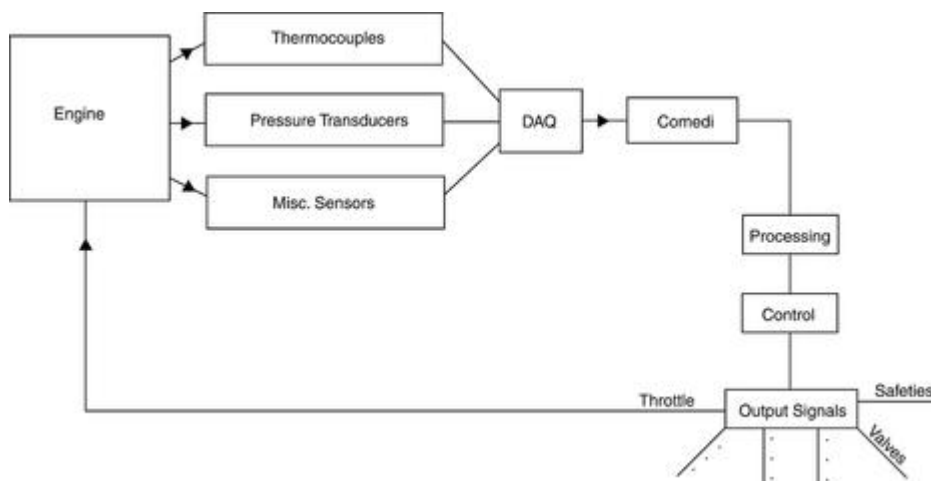 Thermocouples
Engine
Pressure Transducers
DAQ
Comedi
Misc. Sensors
Processing
Control
Throttle
Output Signals
Safeties
Valves